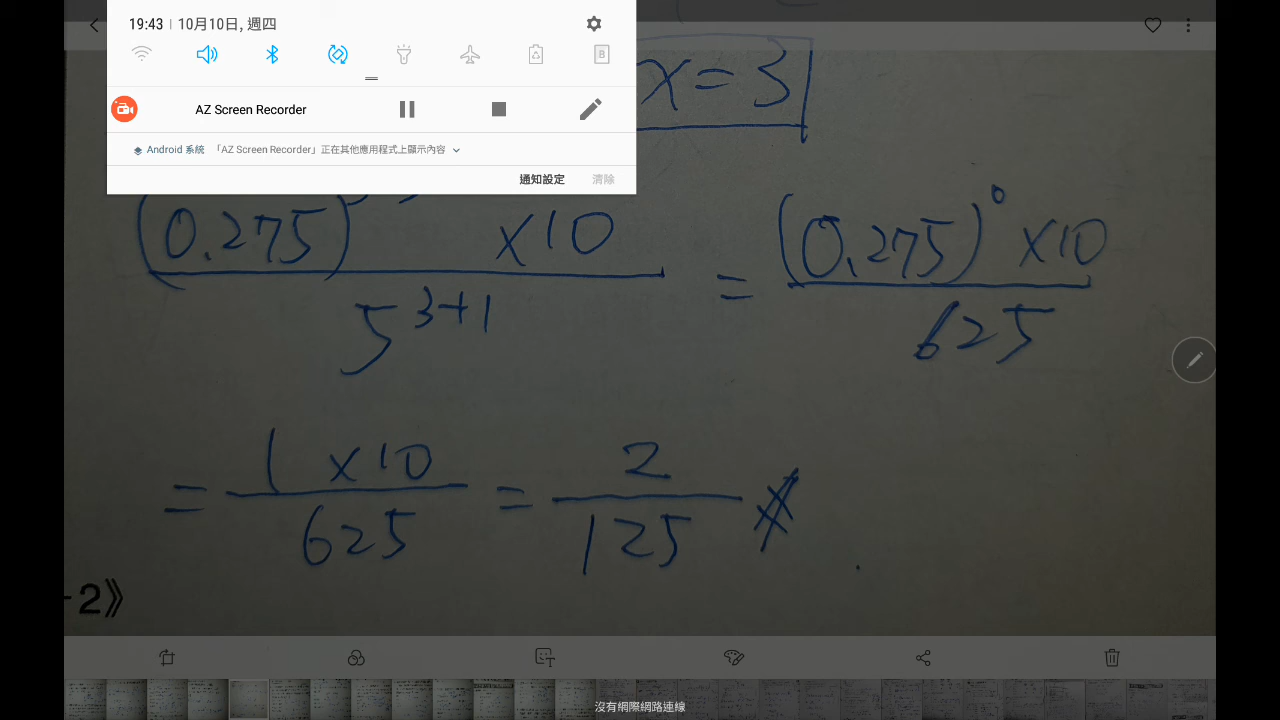 19:43 | 10月10日, 週四
B
AZ Screen Recorder
Android 系統 「AZ Screen Recorder」正在其他應用程式上顯示內容
通知設定 清除
x=3
(0.275) x10 / 5^(3+1) = (0.275)^0 x10 / 625
= 1 x10 / 625 = 2 / 125
-2》
沒有網際網路連線